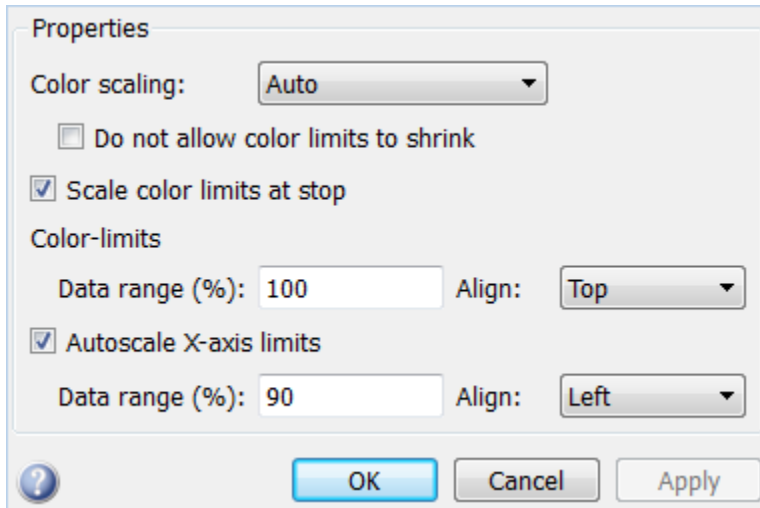 Properties
Color scaling: Auto
Do not allow color limits to shrink
Scale color limits at stop
Color-limits
Data range (%): 100 Align: Top
Autoscale X-axis limits
Data range (%): 90 Align: Left
? OK Cancel Apply